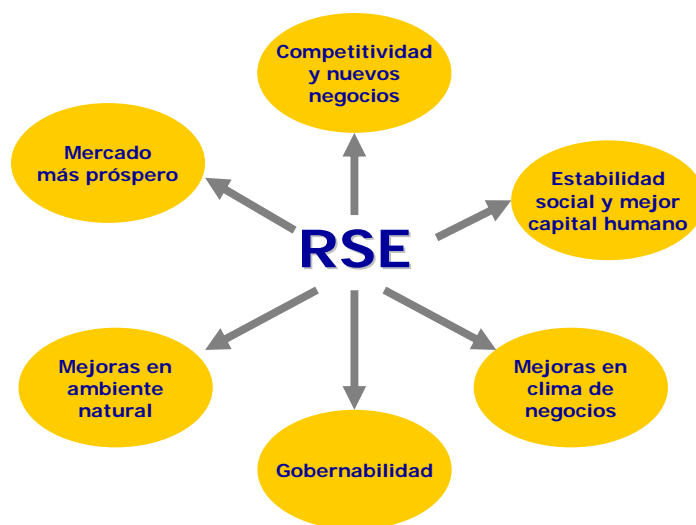 Competitividad
y nuevos
negocios
Mercado
más próspero
Estabilidad
social y mejor
capital humano
RSE
Mejoras en
ambiente
natural
Mejoras en
clima de
negocios
Gobernabilidad